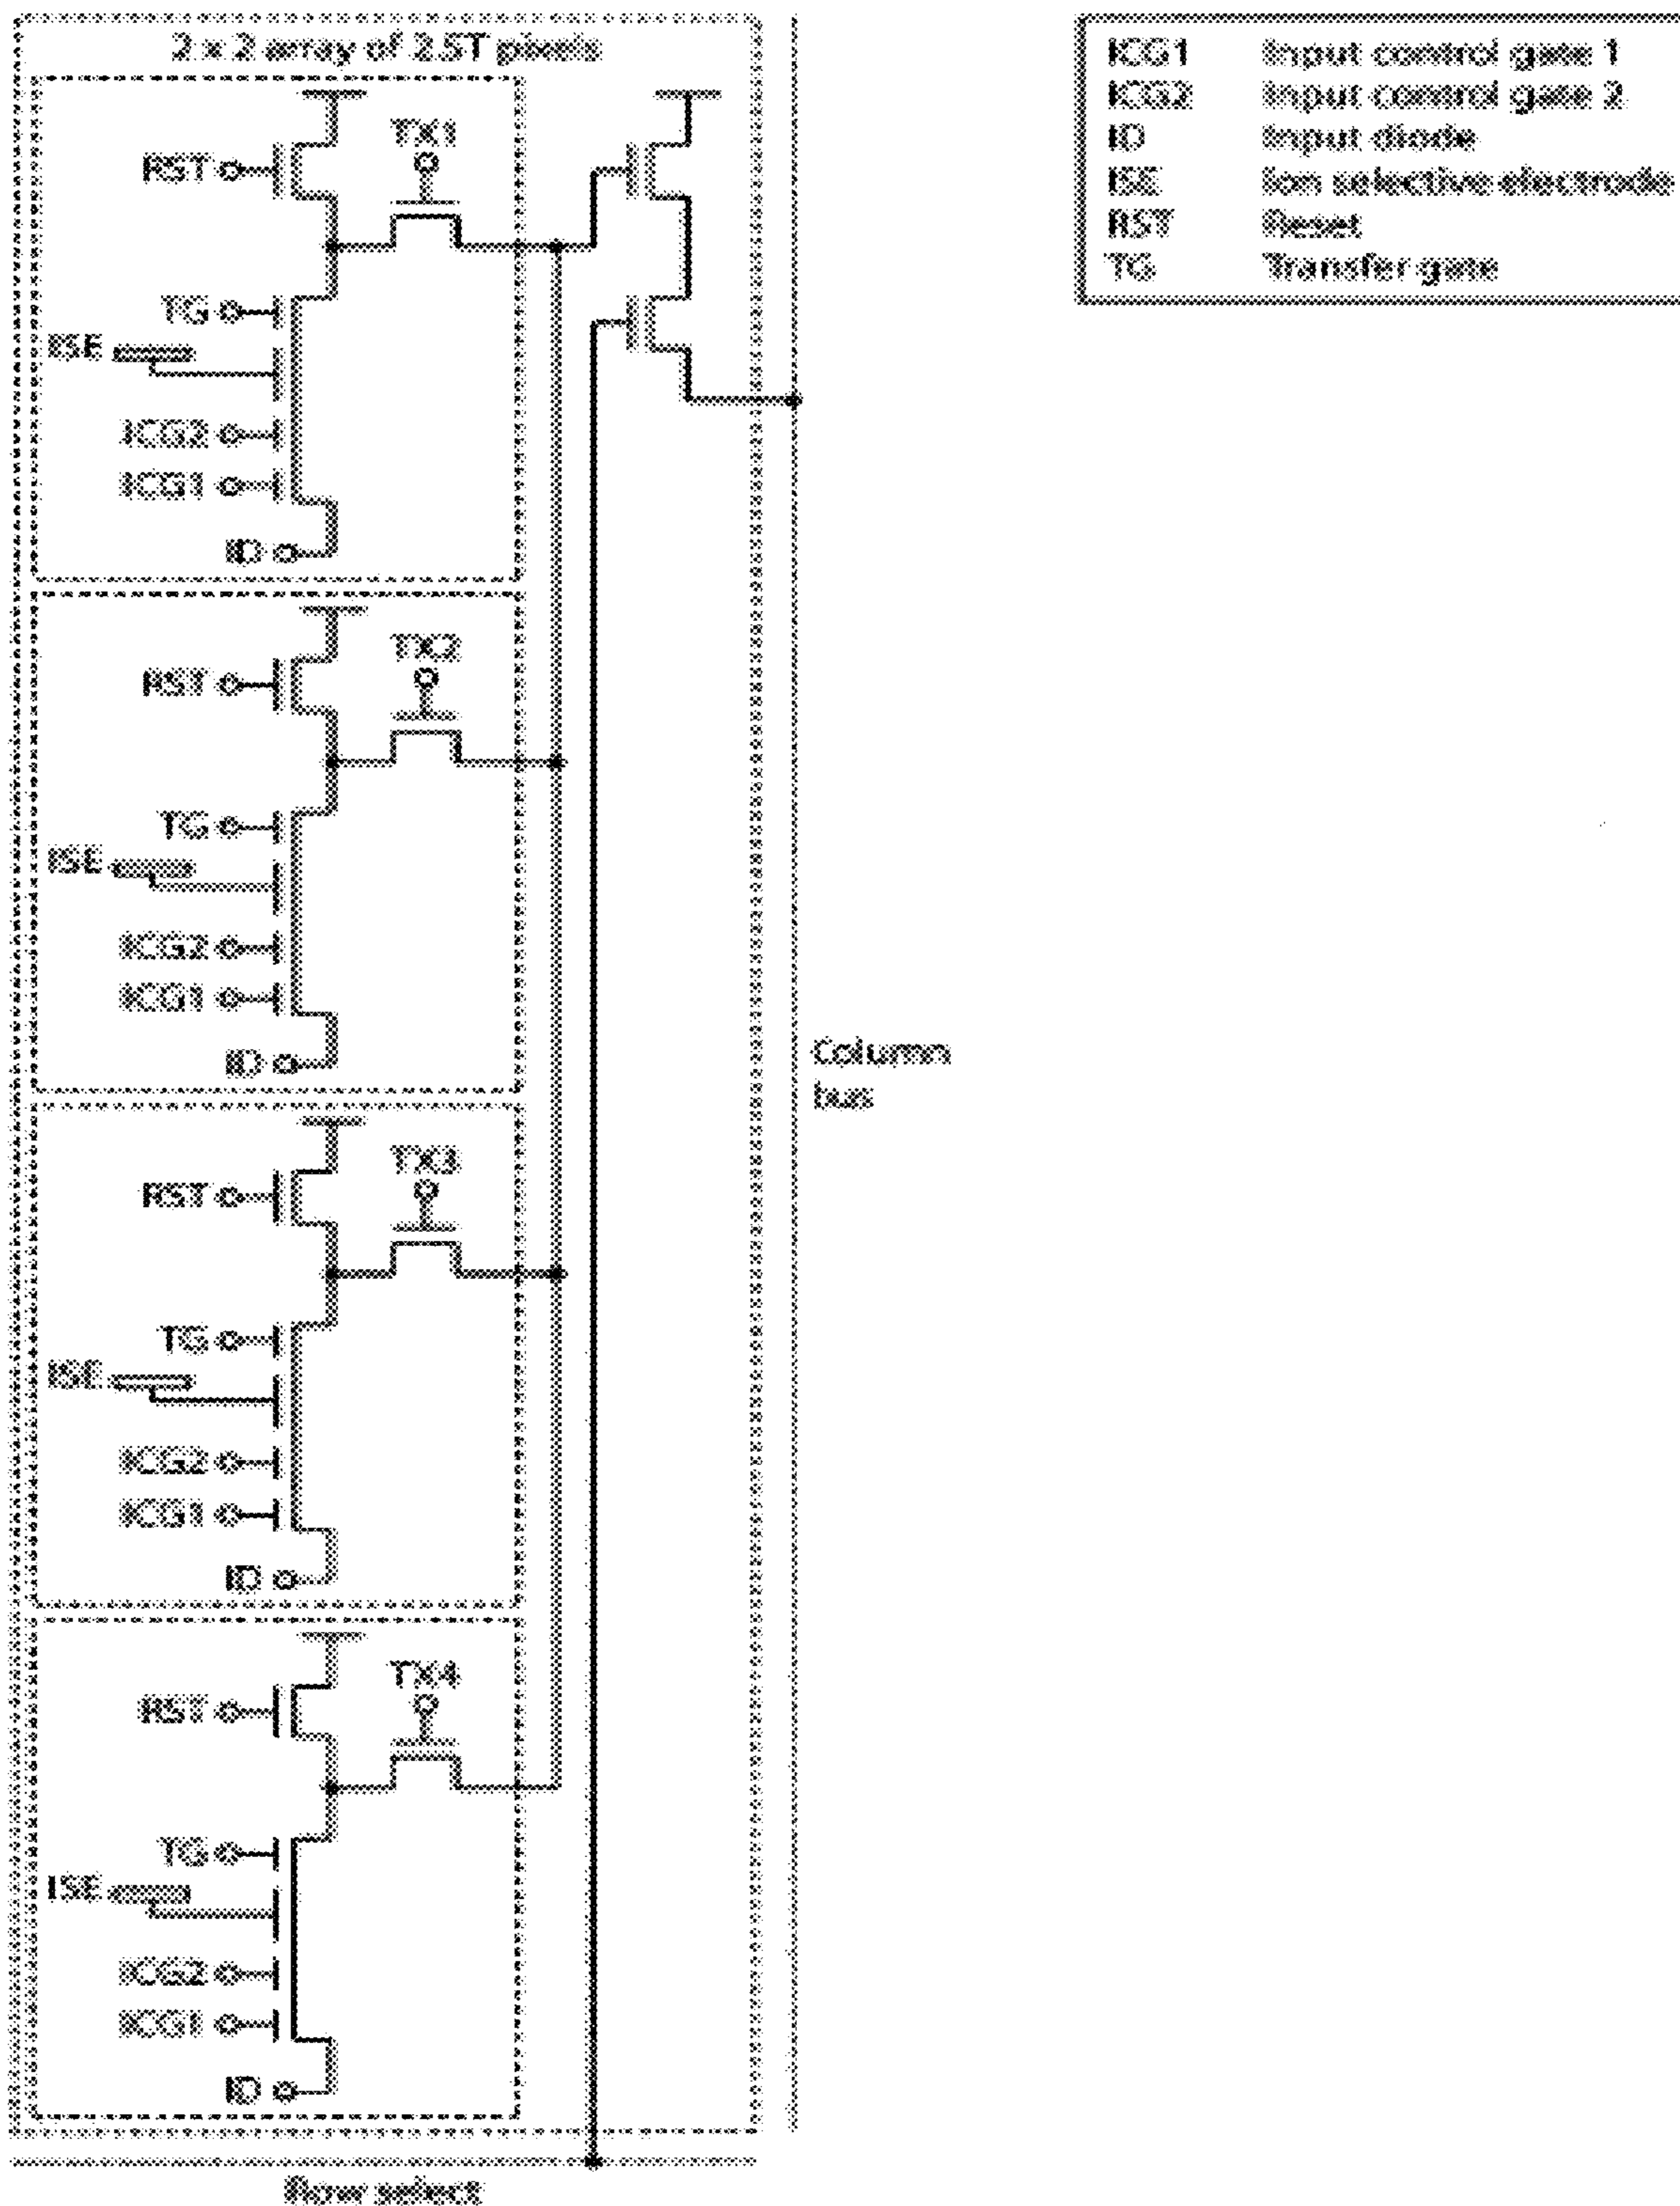 2 x 2 array of 2.5T pixels
TX1
RST
TG
ISE
ICG2
ICG1
ID
TX2
RST
TG
ISE
ICG2
ICG1
ID
TX3
RST
TG
ISE
ICG2
ICG1
ID
TX4
RST
TG
ISE
ICG2
ICG1
ID
Row select
Column
bus
ICG1 Input control gate 1
ICG2 Input control gate 2
ID Input diode
ISE Ion selective electrode
RST Reset
TG Transfer gate